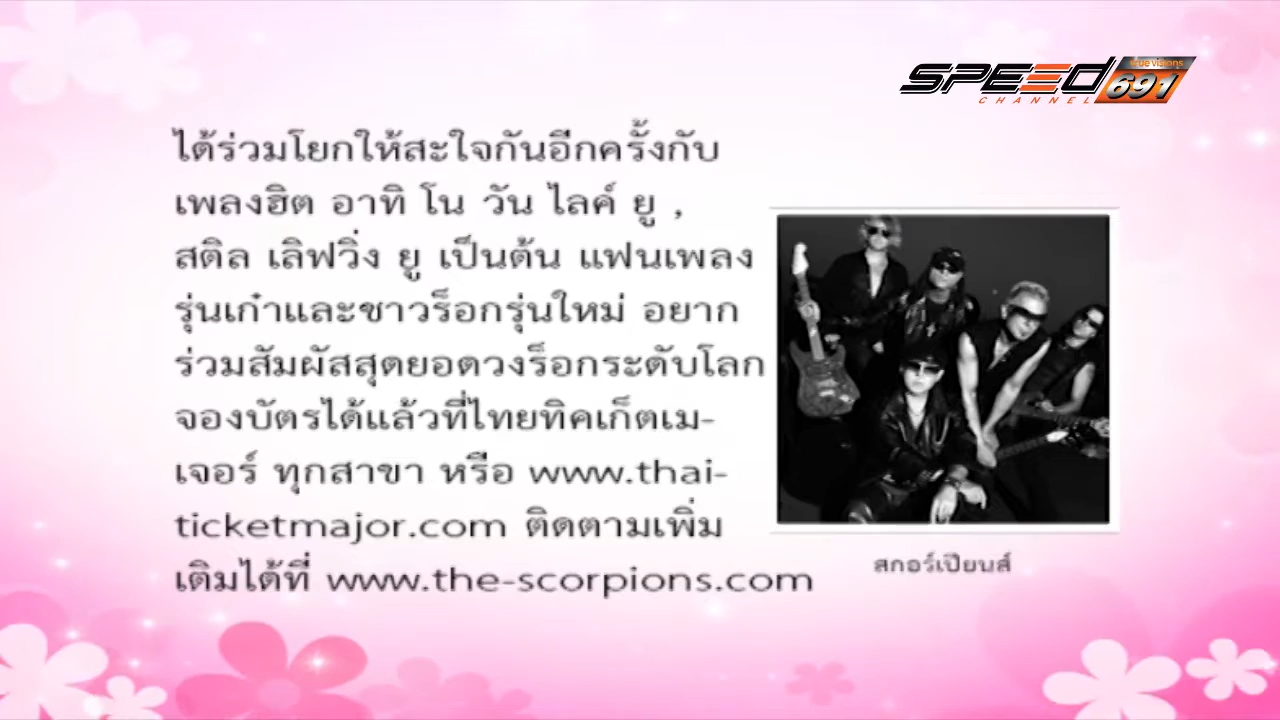 SPEED
CHANNEL
true visions
691
ได้ร่วมโยกให้สะใจกันอีกครั้งกับ
เพลงฮิต อาทิ โน วัน ไลค์ ยู ,
สติล เลิฟวิ่ง ยู เป็นต้น แฟนเพลง
รุ่นเก๋าและชาวร็อกรุ่นใหม่ อยาก
ร่วมสัมผัสสุดยอดวงร็อกระดับโลก
จองบัตรได้แล้วที่ไทยทิคเก็ตเม-
เจอร์ ทุกสาขา หรือ www.thai-
ticketmajor.com ติดตามเพิ่ม
เติมได้ที่ www.the-scorpions.com
สกอร์เปียนส์